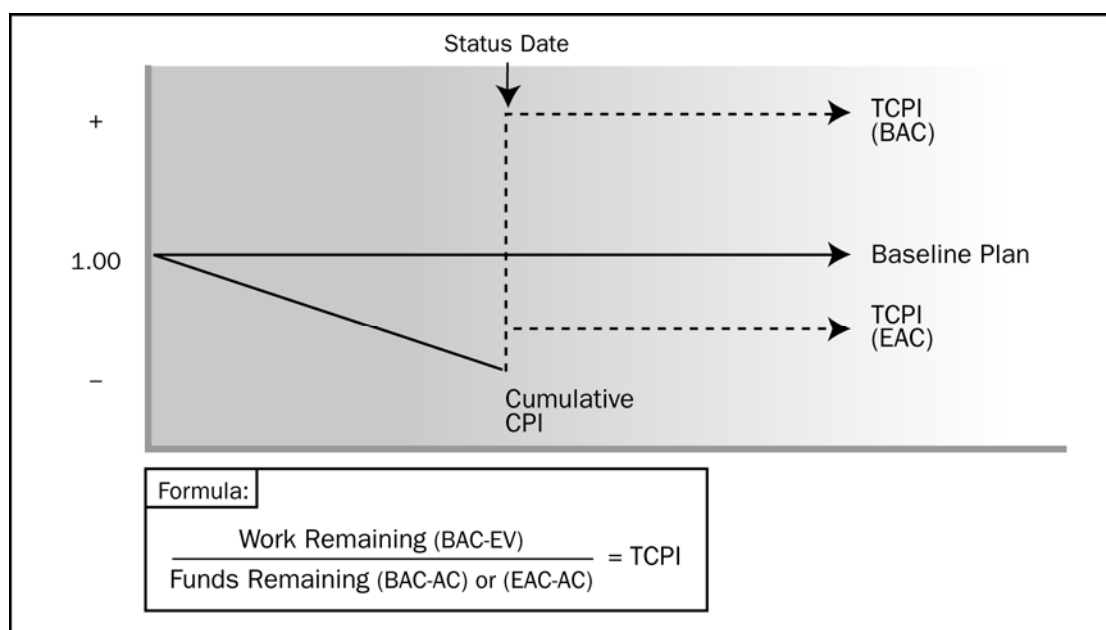 Status Date
+
TCPI
(BAC)
1.00
Baseline Plan
TCPI
(EAC)
–
Cumulative
CPI
Formula:
Work Remaining (BAC-EV)
= TCPI
Funds Remaining (BAC-AC) or (EAC-AC)